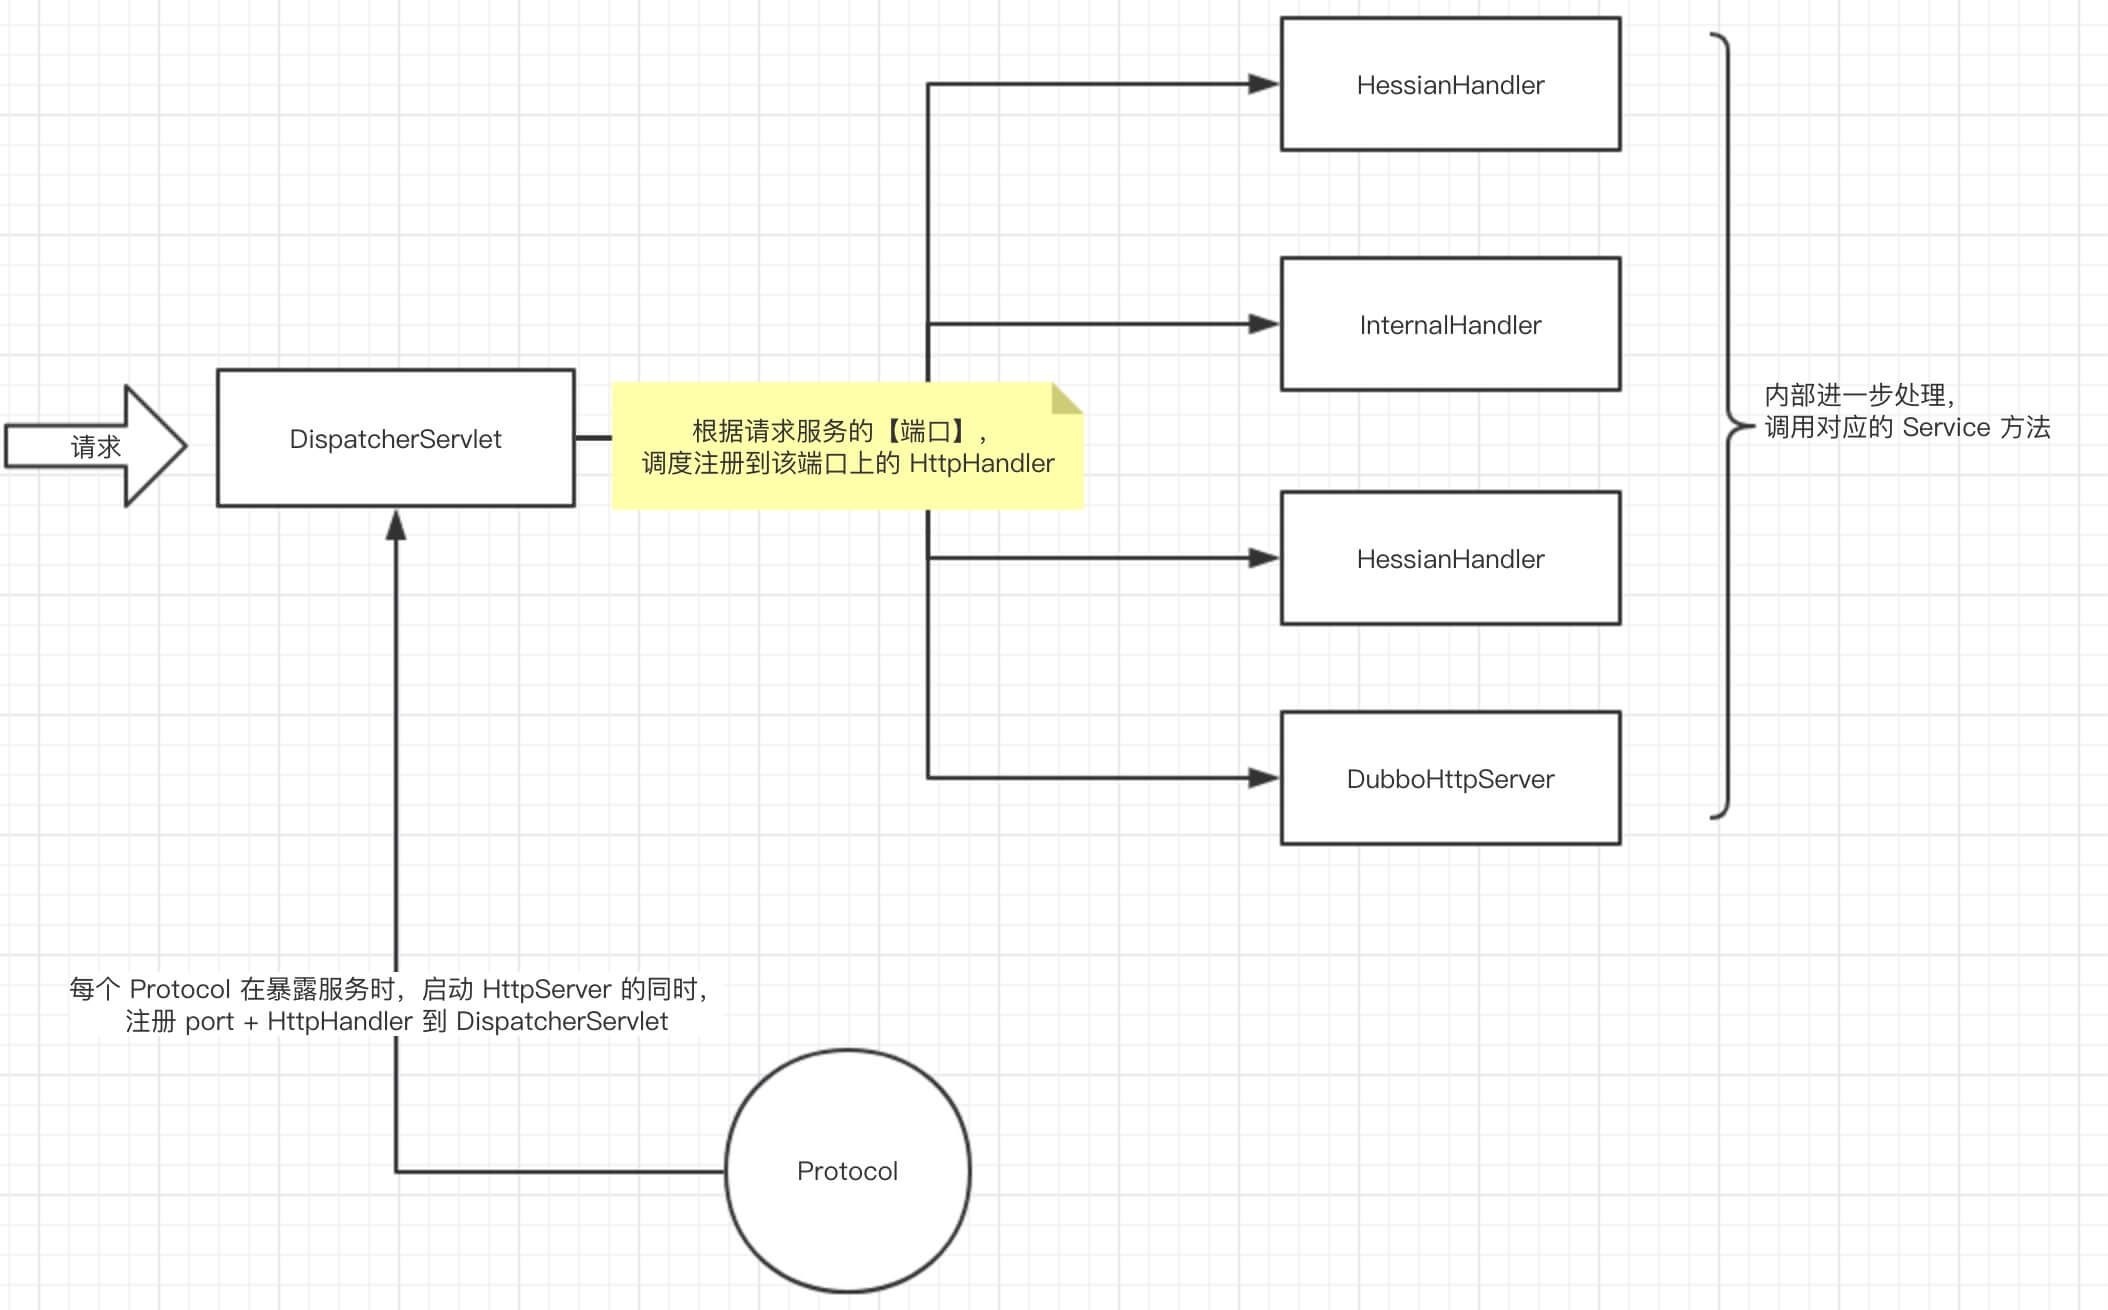 HessianHandler
InternalHandler
请求
DispatcherServlet
根据请求服务的【端口】，
调度注册到该端口上的 HttpHandler
内部进一步处理，
调用对应的 Service 方法
HessianHandler
DubboHttpServer
每个 Protocol 在暴露服务时，启动 HttpServer 的同时，
注册 port + HttpHandler 到 DispatcherServlet
Protocol